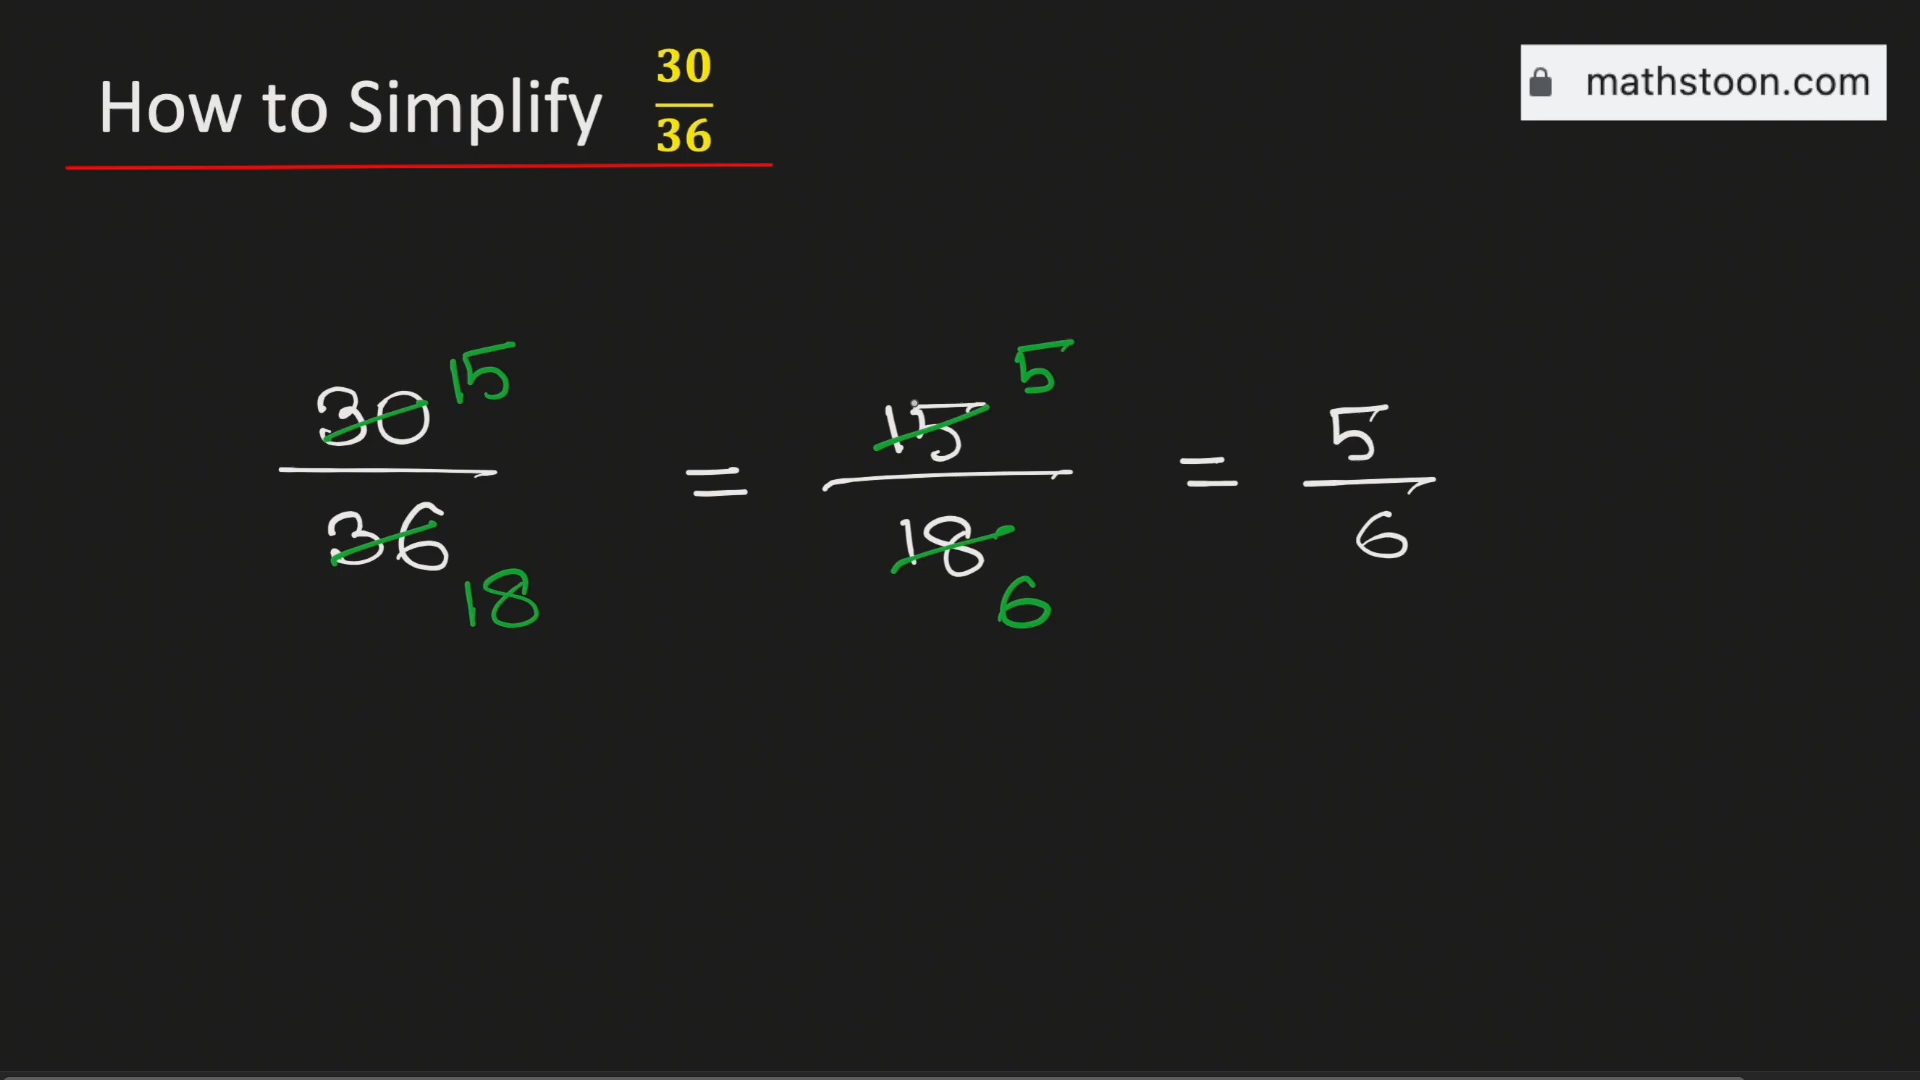 How to Simplify 30/36
mathstoon.com
30 15 / 36 18 = 15 5 / 18 6 = 5/6